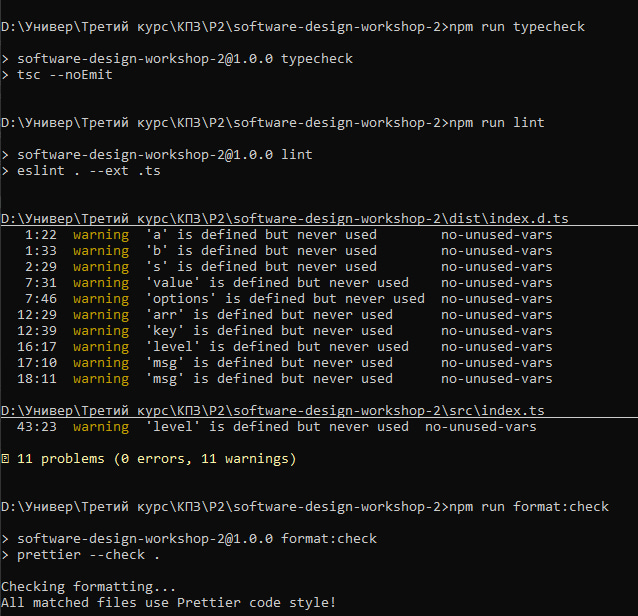 D:\Универ\Третий курс\КПЗ\P2\software-design-workshop-2>npm run typecheck
> software-design-workshop-2@1.0.0 typecheck
> tsc --noEmit
D:\Универ\Третий курс\КПЗ\P2\software-design-workshop-2>npm run lint
> software-design-workshop-2@1.0.0 lint
> eslint . --ext .ts
D:\Универ\Третий курс\КПЗ\P2\software-design-workshop-2\dist\index.d.ts
1:22  warning  'a' is defined but never used        no-unused-vars
1:33  warning  'b' is defined but never used        no-unused-vars
2:29  warning  's' is defined but never used        no-unused-vars
7:31  warning  'value' is defined but never used    no-unused-vars
7:46  warning  'options' is defined but never used  no-unused-vars
12:29  warning  'arr' is defined but never used      no-unused-vars
12:39  warning  'key' is defined but never used      no-unused-vars
16:17  warning  'level' is defined but never used    no-unused-vars
17:10  warning  'msg' is defined but never used      no-unused-vars
18:11  warning  'msg' is defined but never used      no-unused-vars
D:\Универ\Третий курс\КПЗ\P2\software-design-workshop-2\src\index.ts
43:23  warning  'level' is defined but never used  no-unused-vars
11 problems (0 errors, 11 warnings)
D:\Универ\Третий курс\КПЗ\P2\software-design-workshop-2>npm run format:check
> software-design-workshop-2@1.0.0 format:check
> prettier --check .
Checking formatting...
All matched files use Prettier code style!